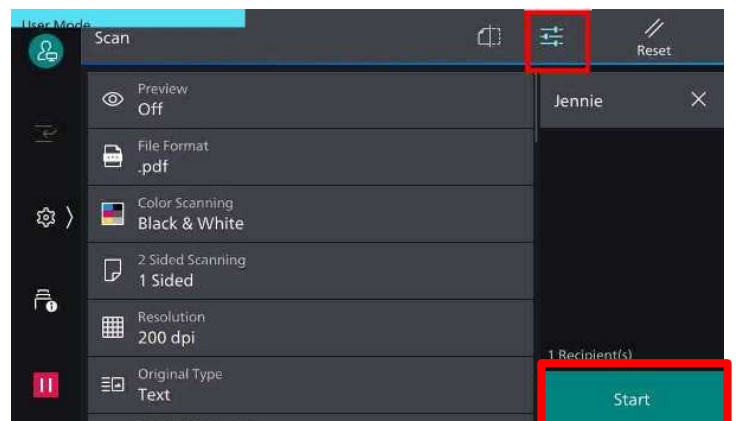 User Mode
Scan
Reset
Preview
Off
Jennie
File Format
.pdf
Color Scanning
Black & White
2 Sided Scanning
1 Sided
Resolution
200 dpi
1 Recipient(s)
Original Type
Text
Start